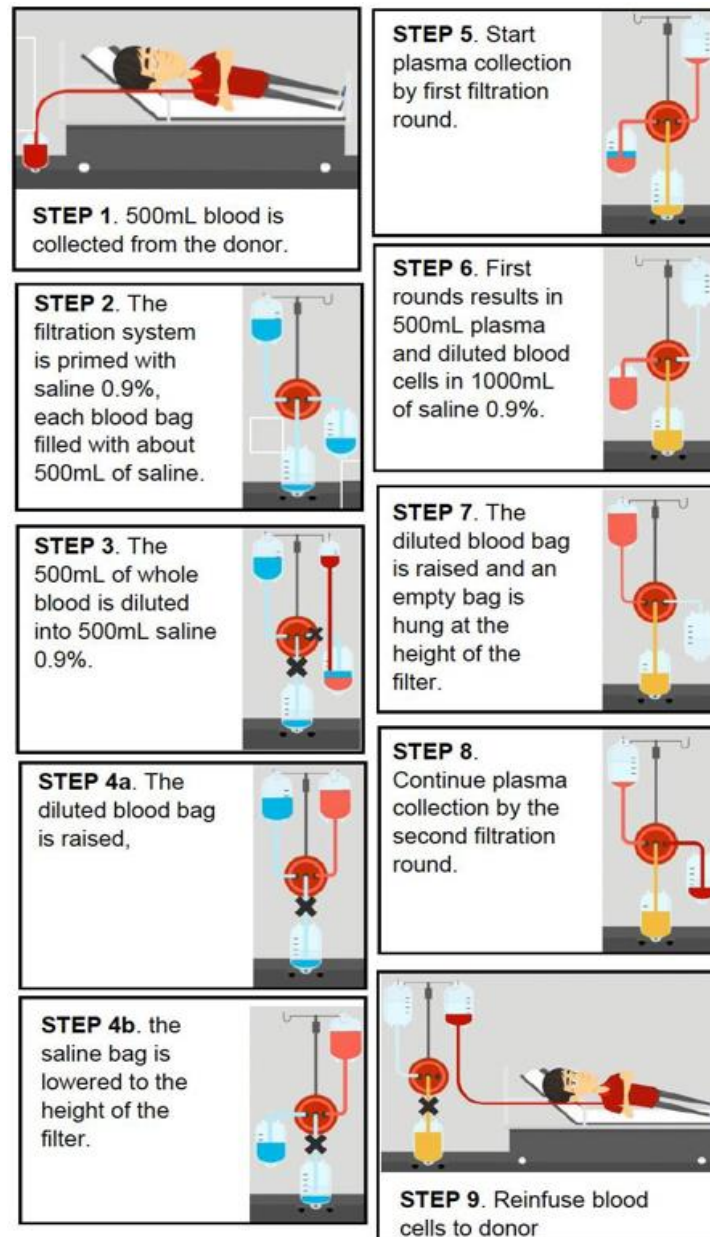 STEP 1. 500mL blood is
collected from the donor.
STEP 2. The
filtration system
is primed with
saline 0.9%,
each blood bag
filled with about
500mL of saline.
STEP 3. The
500mL of whole
blood is diluted
into 500mL saline
0.9%.
STEP 4a. The
diluted blood bag
is raised,
STEP 4b. the
saline bag is
lowered to the
height of the
filter.
STEP 5. Start
plasma collection
by first filtration
round.
STEP 6. First
rounds results in
500mL plasma
and diluted blood
cells in 1000mL
of saline 0.9%.
STEP 7. The
diluted blood bag
is raised and an
empty bag is
hung at the
height of the
filter.
STEP 8.
Continue plasma
collection by the
second filtration
round.
STEP 9. Reinfuse blood
cells to donor